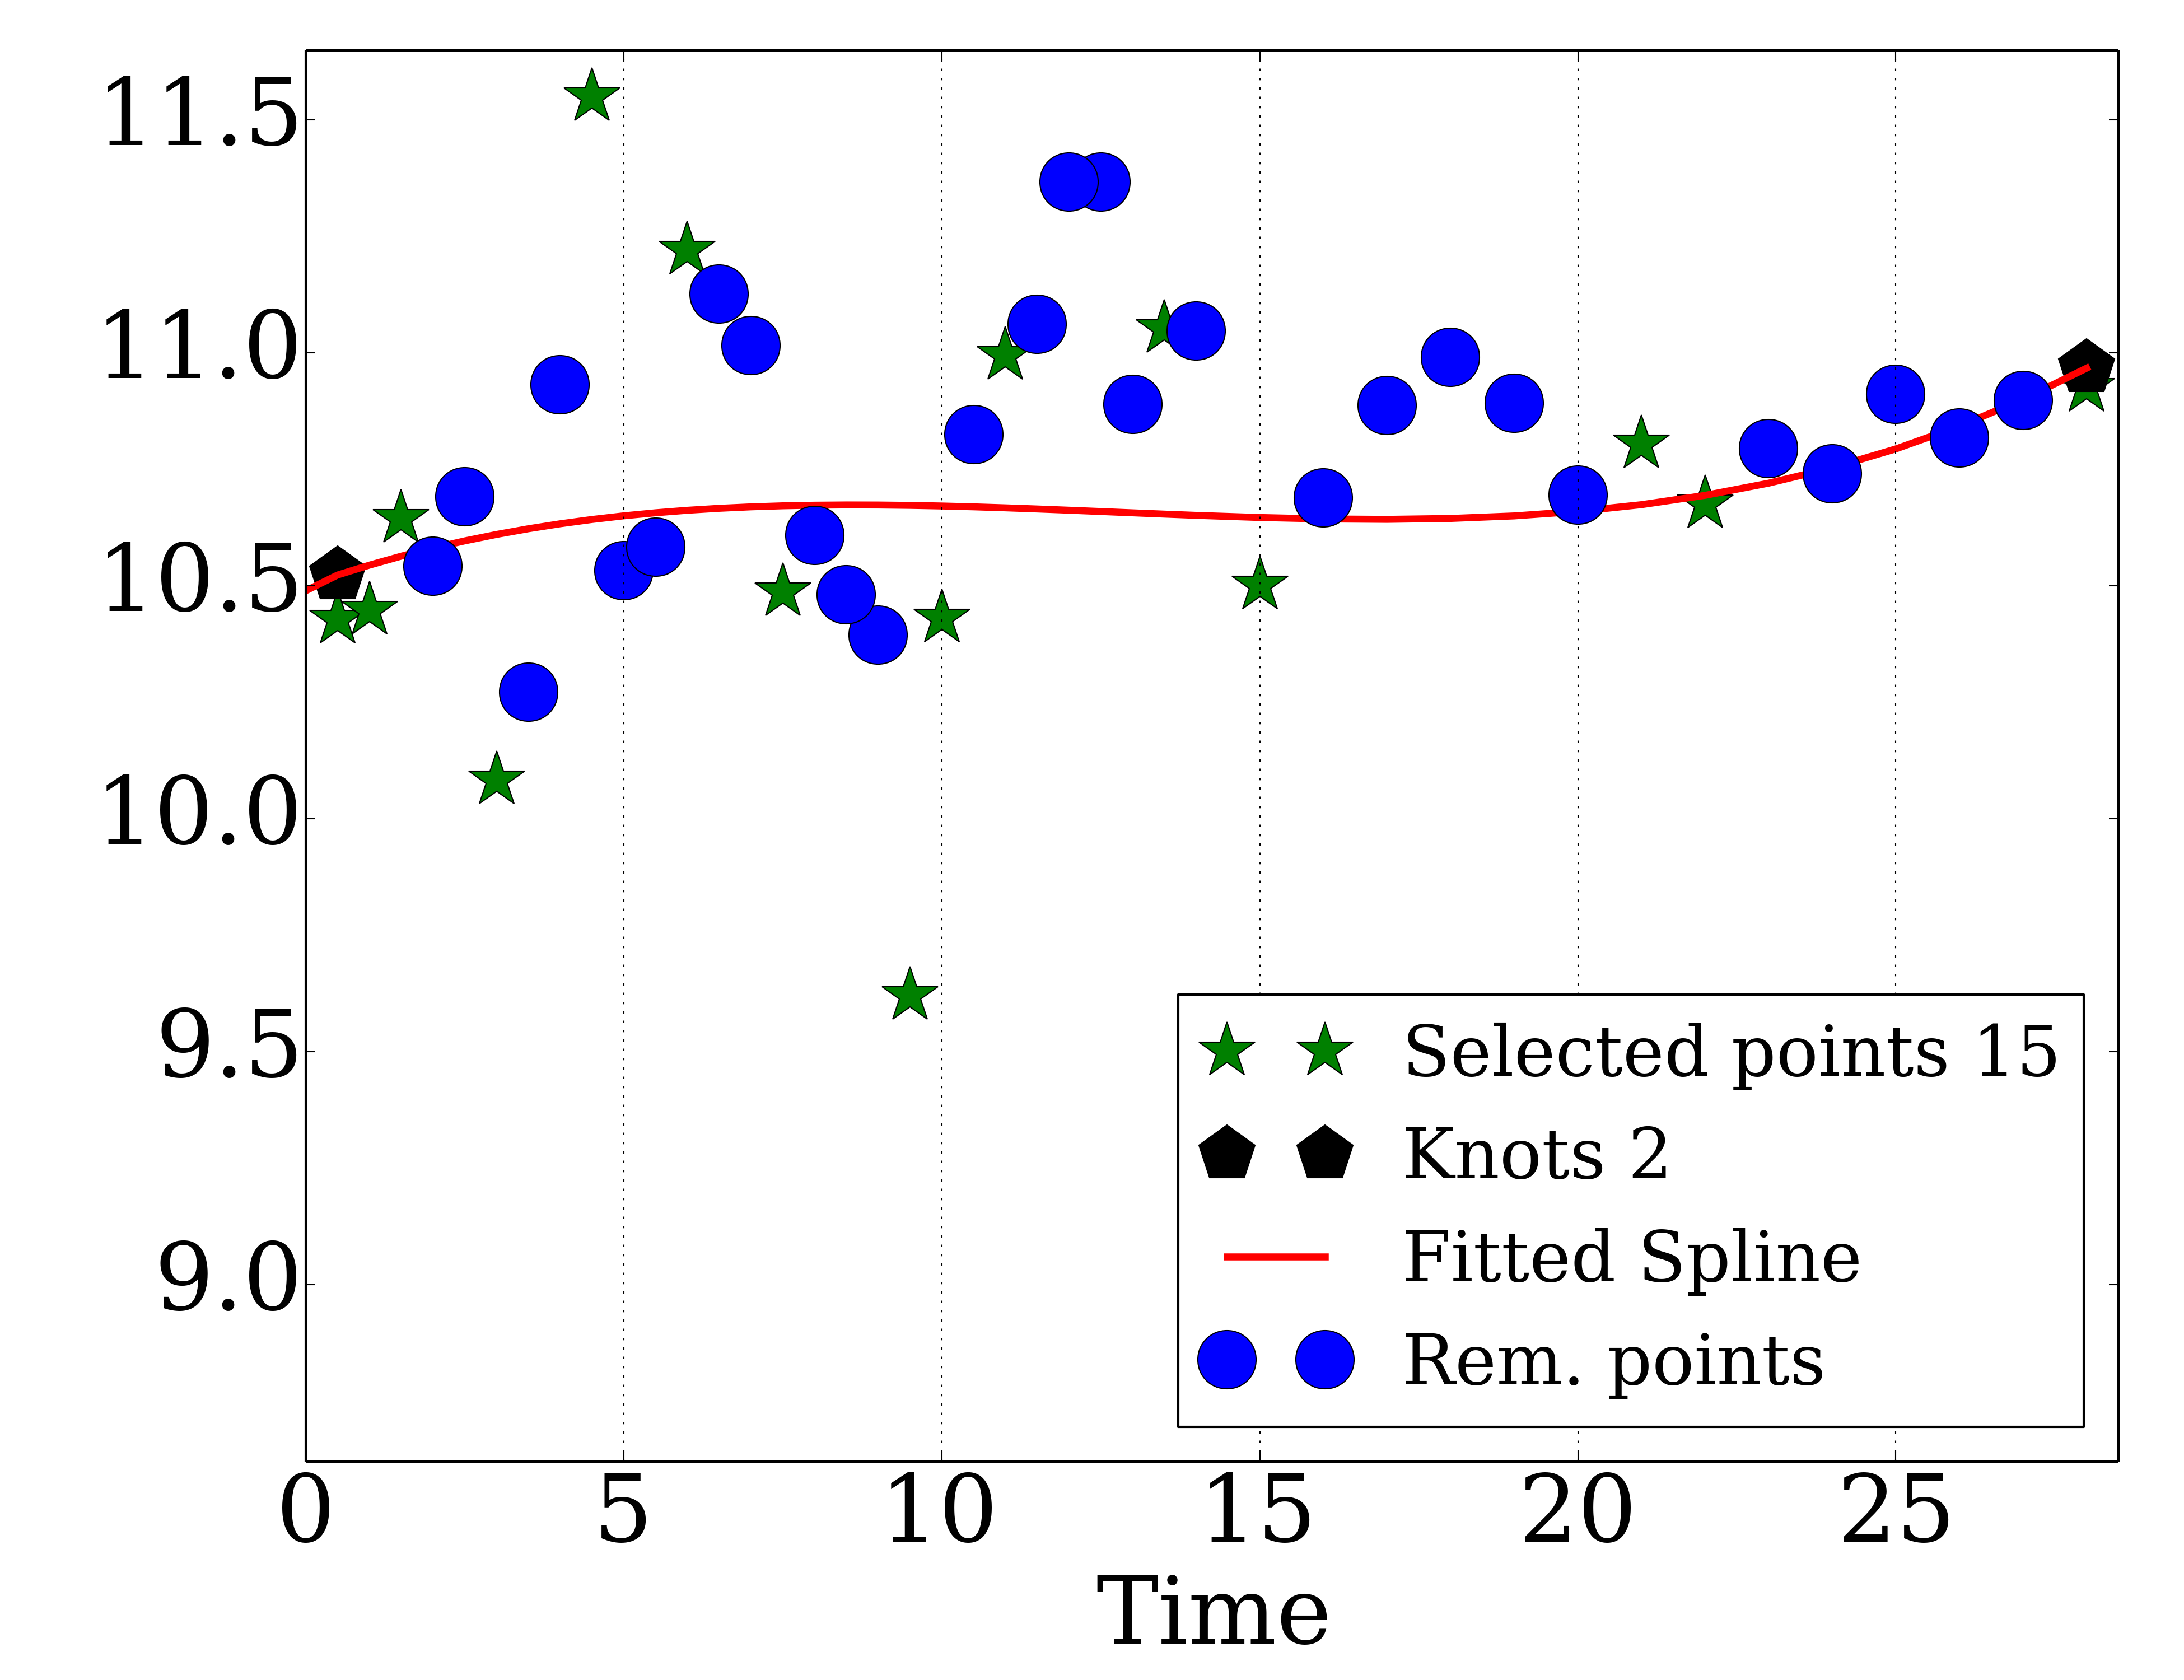 11.5
11.0
10.5
10.0
9.5
9.0
Selected points 15
Knots 2
Fitted Spline
Rem. points
0 5 10 15 20 25
Time